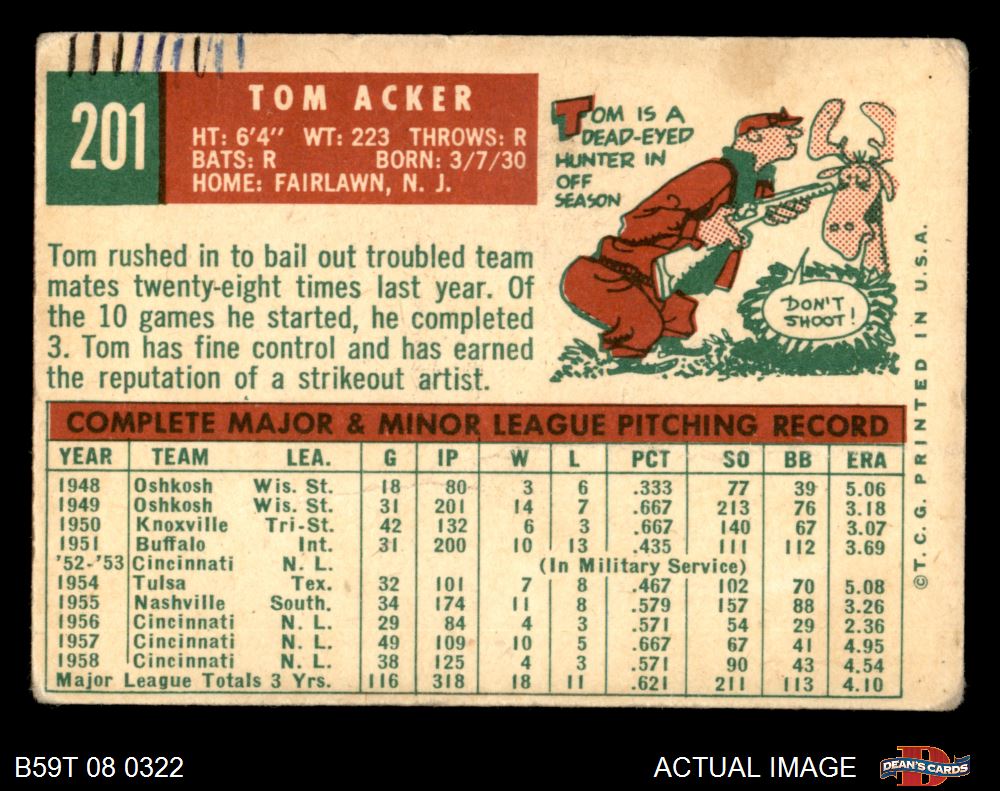 201
TOM ACKER
HT: 6'4" WT: 223 THROWS: R
BATS: R BORN: 3/7/30
HOME: FAIRLAWN, N. J.
TOM IS A
DEAD-EYED
HUNTER IN
OFF
SEASON
DON'T
SHOOT!
Tom rushed in to bail out troubled team
mates twenty-eight times last year. Of
the 10 games he started, he completed
3. Tom has fine control and has earned
the reputation of a strikeout artist.
COMPLETE MAJOR & MINOR LEAGUE PITCHING RECORD
YEAR TEAM LEA. G IP W L PCT SO BB ERA
1948 Oshkosh Wis. St. 18 80 3 6 .333 77 39 5.06
1949 Oshkosh Wis. St. 31 201 14 7 .667 213 76 3.18
1950 Knoxville Tri-St. 42 132 6 3 .667 140 67 3.07
1951 Buffalo Int. 31 200 10 13 .435 111 112 3.69
'52-'53 Cincinnati N. L. (In Military Service)
1954 Tulsa Tex. 32 101 7 8 .467 102 70 5.08
1955 Nashville South. 34 174 11 8 .579 157 88 3.26
1956 Cincinnati N. L. 29 84 4 3 .571 54 29 2.36
1957 Cincinnati N. L. 49 109 10 5 .667 67 41 4.95
1958 Cincinnati N. L. 38 125 4 3 .571 90 43 4.54
Major League Totals 3 Yrs. 116 318 18 11 .621 211 113 4.10
©T. C. G. PRINTED IN U.S.A.
B59T 08 0322
ACTUAL IMAGE
DEAN'S CARDS